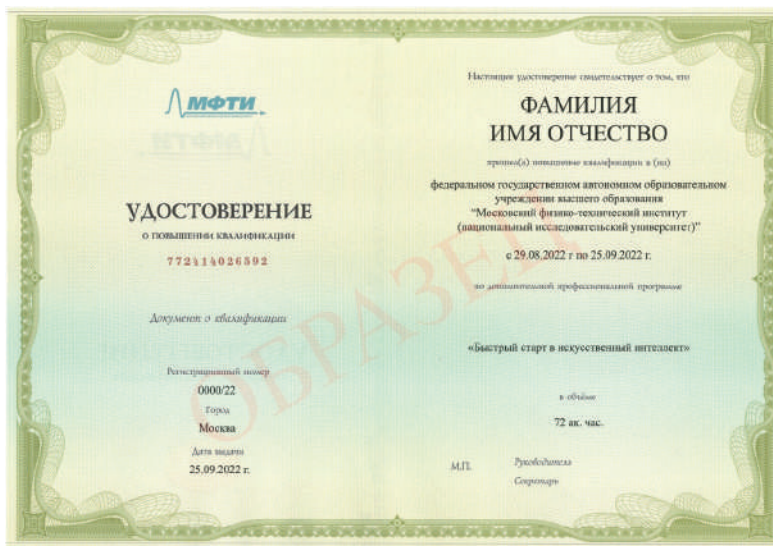 МФТИ
УДОСТОВЕРЕНИЕ
О ПОВЫШЕНИИ КВАЛИФИКАЦИИ
772414026592
Документ о квалификации
Регистрационный номер
0000/22
Город
Москва
Дата выдачи
25.09.2022 г.
Настоящее удостоверение свидетельствует о том, что
ФАМИЛИЯ
ИМЯ ОТЧЕСТВО
прошел(а) повышение квалификации в (на)
федеральном государственном автономном образовательном
учреждении высшего образования
"Московский физико-технический институт
(национальный исследовательский университет)"
с 29.08.2022 г по 25.09.2022 г.
по дополнительной профессиональной программе
«Быстрый старт в искусственный интеллект»
в объёме
72 ак. час.
М.П.
Руководитель
Секретарь
ОБРАЗЕЦ